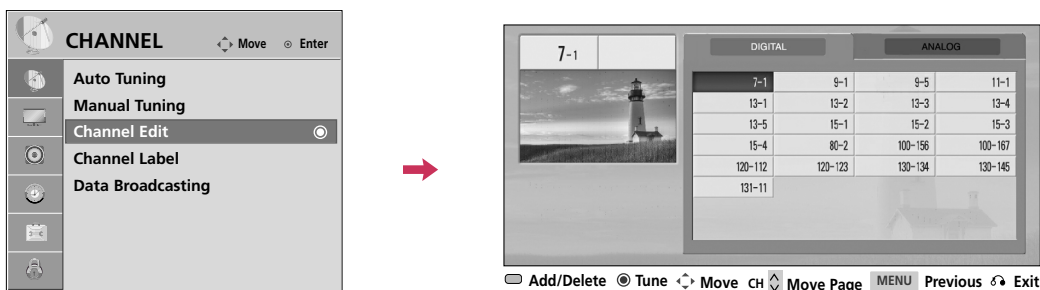 CHANNEL Move Enter
Auto Tuning
Manual Tuning
Channel Edit
Channel Label
Data Broadcasting
7-1
DIGITAL ANALOG
7-1 9-1 9-5 11-1
13-1 13-2 13-3 13-4
13-5 15-1 15-2 15-3
15-4 80-2 100-156 100-167
120-112 120-123 130-134 130-145
131-11
Add/Delete Tune Move CH Move Page MENU Previous Exit